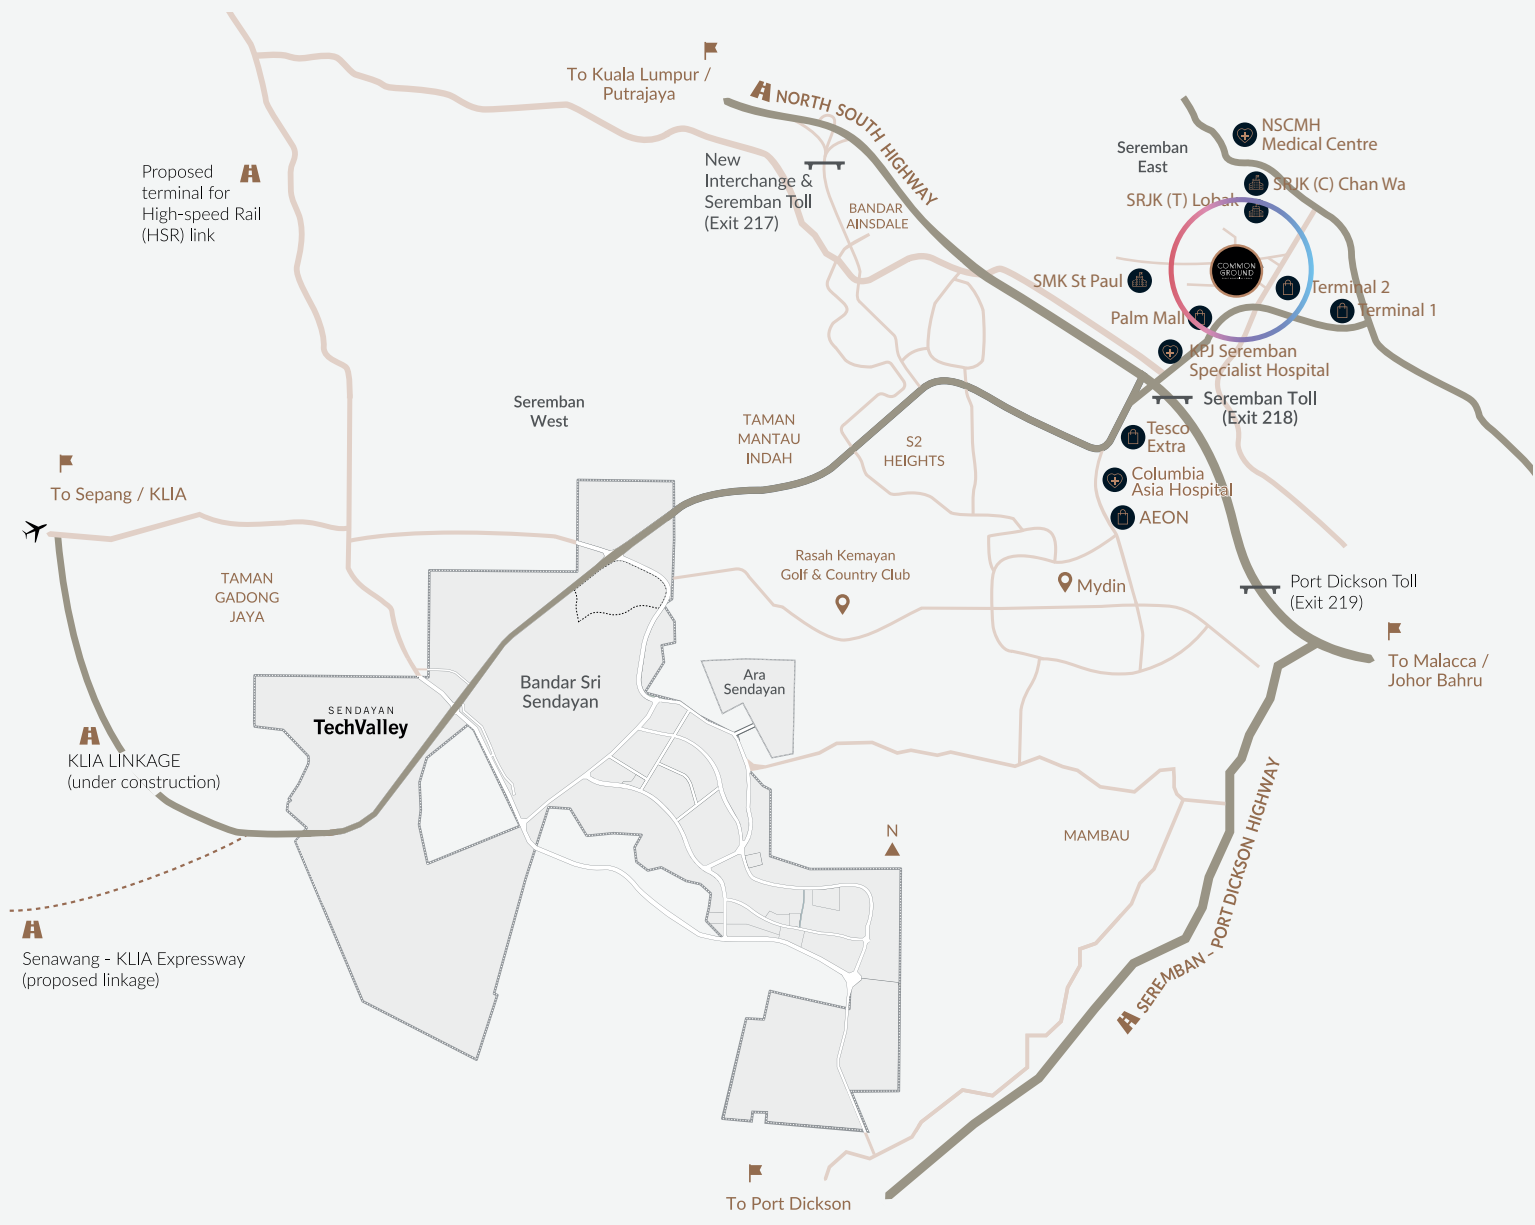 To Kuala Lumpur /
Putrajaya
NORTH SOUTH HIGHWAY
NSCMH
Medical Centre
Seremban
East
SRJK (C) Chan Wa
SRJK (T) Lobak
New
Interchange &
Seremban Toll
(Exit 217)
Proposed
terminal for
High-speed Rail
(HSR) link
BANDAR
AINSDALE
COMMON
GROUND
SMK St Paul
Terminal 2
Terminal 1
Palm Mall
KPJ Seremban
Specialist Hospital
Seremban Toll
(Exit 218)
Seremban
West
TAMAN
MANTAU
INDAH
S2
HEIGHTS
Tesco
Extra
Columbia
Asia Hospital
AEON
To Sepang / KLIA
TAMAN
GADONG
JAYA
Rasah Kemayan
Golf & Country Club
Mydin
Port Dickson Toll
(Exit 219)
To Malacca /
Johor Bahru
Bandar Sri
Sendayan
Ara
Sendayan
SENDAYAN
TechValley
KLIA LINKAGE
(under construction)
SEREMBAN - PORT DICKSON HIGHWAY
MAMBAU
N
Senawang - KLIA Expressway
(proposed linkage)
To Port Dickson